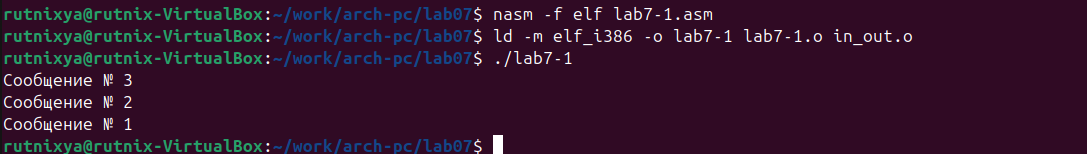 rutnixya@rutnix-VirtualBox:~/work/arch-pc/lab07$ nasm -f elf lab7-1.asm
rutnixya@rutnix-VirtualBox:~/work/arch-pc/lab07$ ld -m elf_i386 -o lab7-1 lab7-1.o in_out.o
rutnixya@rutnix-VirtualBox:~/work/arch-pc/lab07$ ./lab7-1
Сообщение № 3
Сообщение № 2
Сообщение № 1
rutnixya@rutnix-VirtualBox:~/work/arch-pc/lab07$